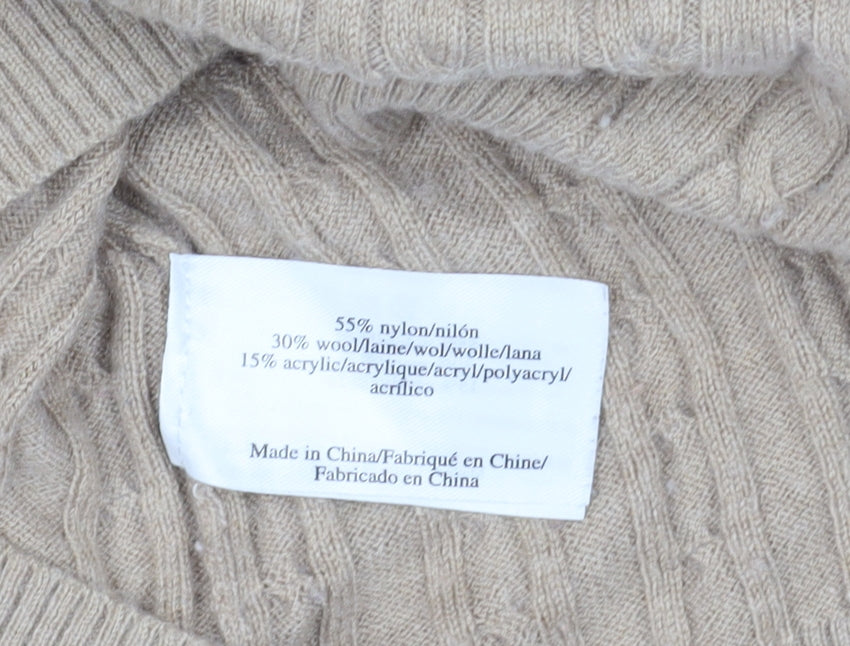 55% nylon/nilón
30% wool/laine/wol/wolle/lana
15% acrylic/acrylique/acryl/polyacryl/
acrílico
Made in China/Fabriqué en Chine/
Fabricado en China